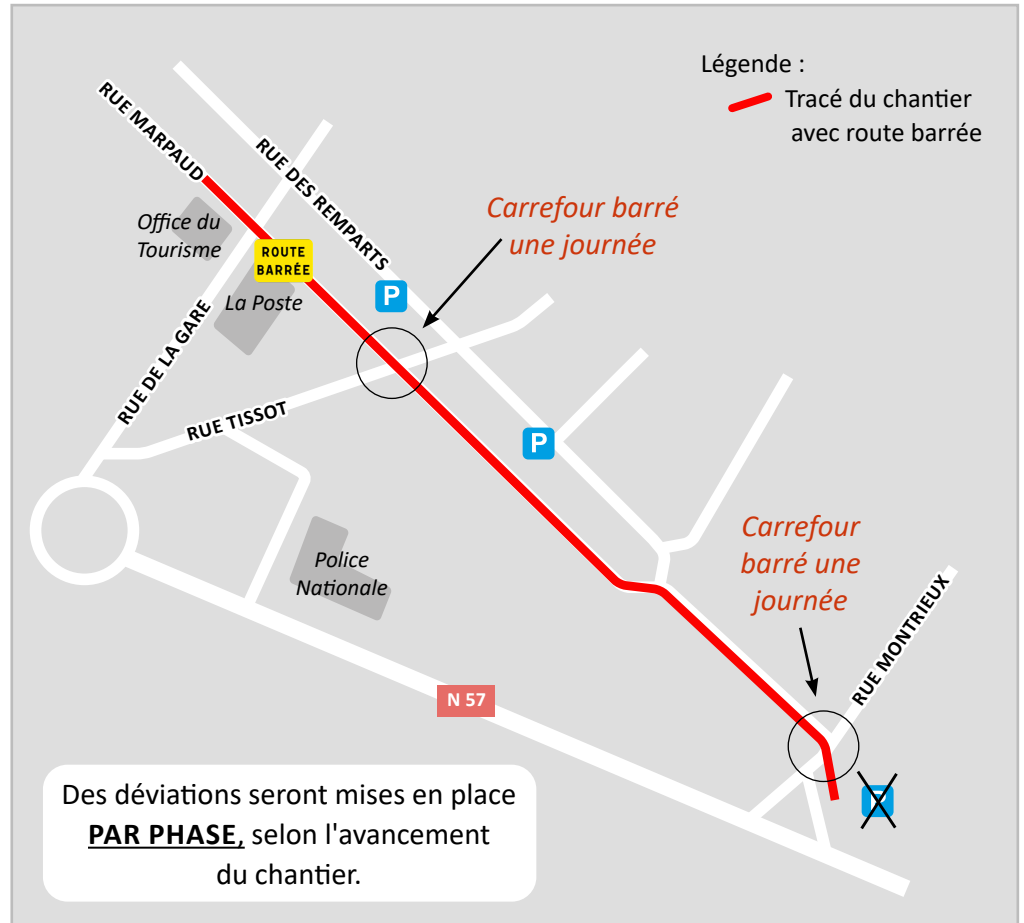 Légende :
Tracé du chantier
avec route barrée
RUE MARPAUD
RUE DES REMPARTS
Office du
Tourisme
ROUTE
BARRÉE
La Poste
Carrefour barré
une journée
P
RUE DE LA GARE
RUE TISSOT
P
Police
Nationale
Carrefour
barré une
journée
RUE MONTRIEUX
N 57
P
Des déviations seront mises en place
PAR PHASE, selon l'avancement
du chantier.